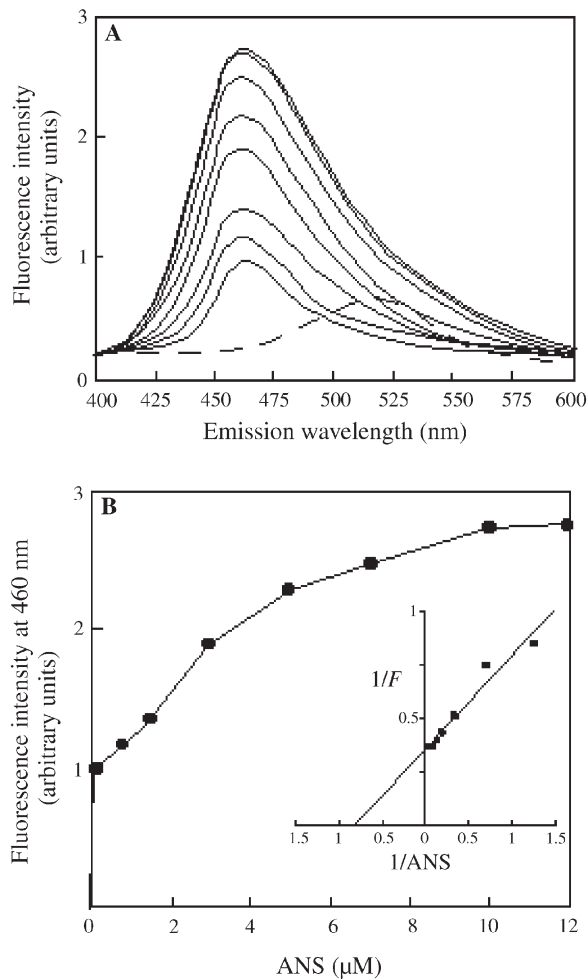 A
Fluorescence intensity
(arbitrary units)
3
2
1
0
400 425 450 475 500 525 550 575 600
Emission wavelength (nm)
B
Fluorescence intensity at 460 nm
(arbitrary units)
3
2
1
0 2 4 6 8 10 12
ANS (μM)
1
1/F
0.5
1.5 1 0.5 0 0.5 1 1.5
1/ANS